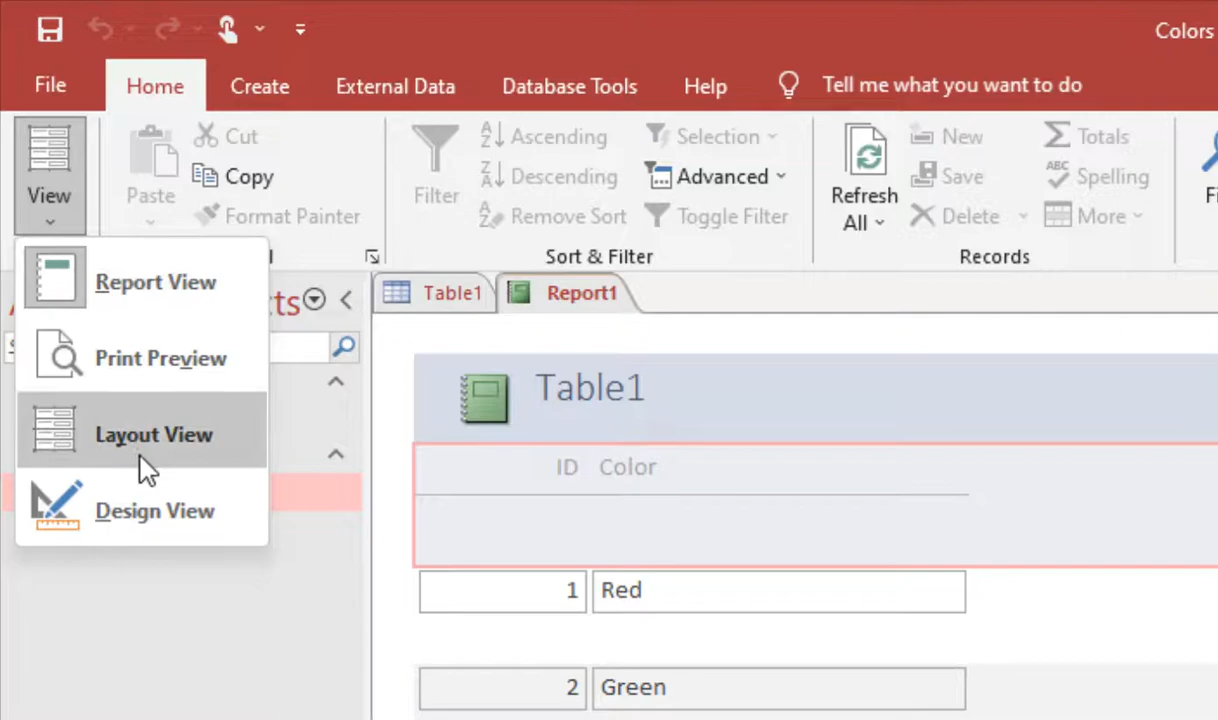 Colors
File Home Create External Data Database Tools Help Tell me what you want to do
View
Paste
Cut
Copy
Format Painter
Filter
Ascending
Descending
Remove Sort
Selection
Advanced
Toggle Filter
Sort & Filter
Refresh
All
New
Save
Delete
Totals
Spelling
More
Records
Fi
Report View
Print Preview
Layout View
Design View
cts
Table1 Report1
Table1
ID Color
1 Red
2 Green